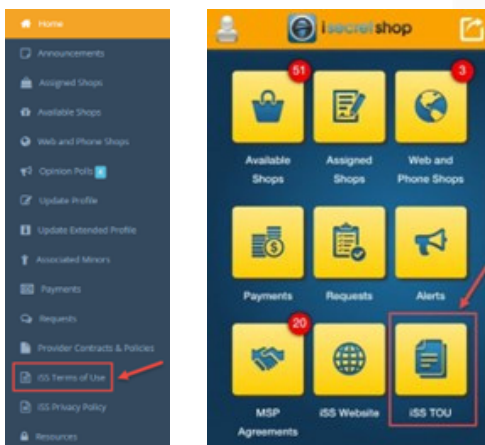 Home
Announcements
Assigned Shops
Available Shops
Web and Phone Shops
Opinion Polls
Update Profile
Update Extended Profile
Associated Minors
Payments
Requests
Provider Contracts & Policies
iSS Terms of Use
iSS Privacy Policy
Resources
isecretshop
51
3
Available Assigned Web and
Shops Shops Phone Shops
Payments Requests Alerts
20
MSP iSS Website iSS TOU
Agreements